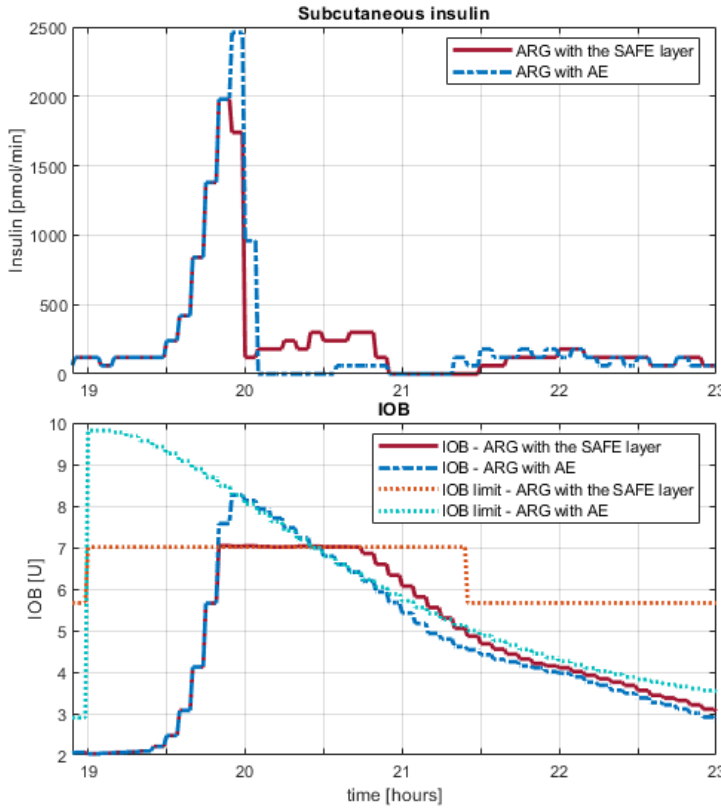 Subcutaneous insulin
2500
2000
1500
1000
500
0
Insulin [pmol/min]
ARG with the SAFE layer
ARG with AE
19
20
21
22
23
IOB
10
9
8
7
6
5
4
3
2
IOB [U]
IOB - ARG with the SAFE layer
IOB - ARG with AE
IOB limit - ARG with the SAFE layer
IOB limit - ARG with AE
19
20
21
22
23
time [hours]